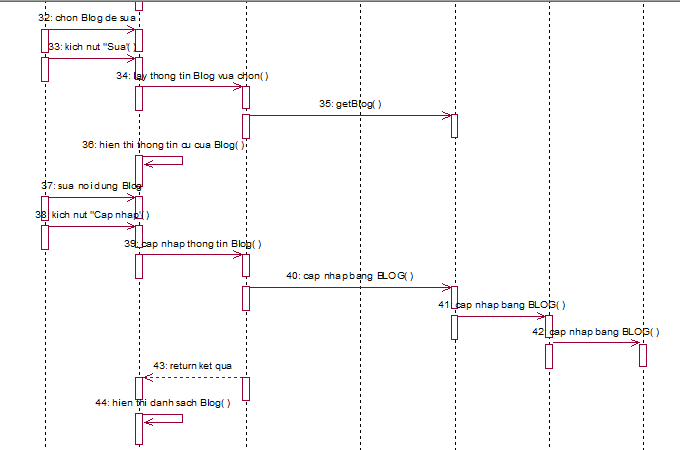 32: chon Blog de sua
33: kich nut "Sua"( )
34: lay thong tin Blog vua chon( )
35: getBlog( )
36: hien thi thong tin cu cua Blog( )
37: sua noi dung Blog
38: kich nut "Cap nhap"( )
39: cap nhap thong tin Blog( )
40: cap nhap bang BLOG( )
41: cap nhap bang BLOG( )
42: cap nhap bang BLOG( )
43: return ket qua
44: hien thi danh sach Blog( )